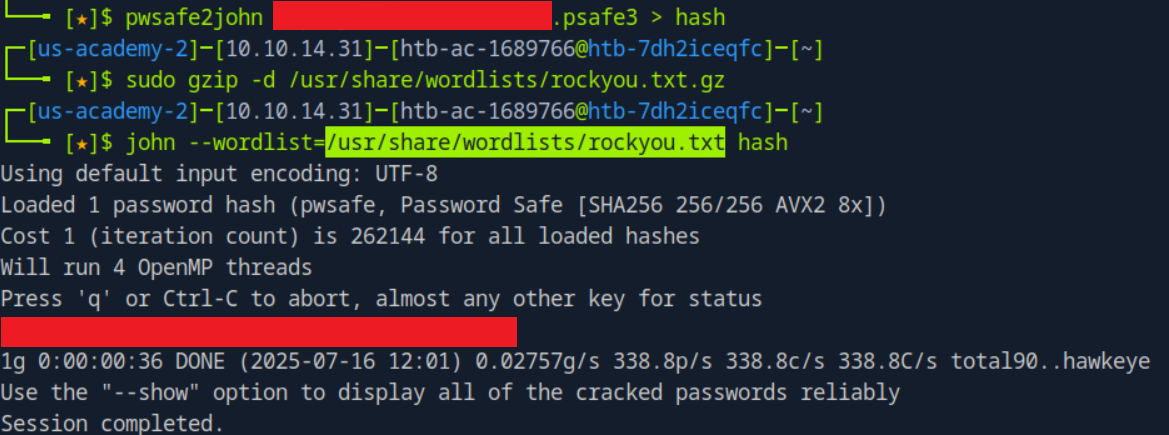 [★]$ pwsafe2john .psafe3 > hash
[us-academy-2]─[10.10.14.31]─[htb-ac-1689766@htb-7dh2iceqfc]─[~]
[★]$ sudo gzip -d /usr/share/wordlists/rockyou.txt.gz
[us-academy-2]─[10.10.14.31]─[htb-ac-1689766@htb-7dh2iceqfc]─[~]
[★]$ john --wordlist=/usr/share/wordlists/rockyou.txt hash
Using default input encoding: UTF-8
Loaded 1 password hash (pwsafe, Password Safe [SHA256 256/256 AVX2 8x])
Cost 1 (iteration count) is 262144 for all loaded hashes
Will run 4 OpenMP threads
Press 'q' or Ctrl-C to abort, almost any other key for status
1g 0:00:00:36 DONE (2025-07-16 12:01) 0.02757g/s 338.8p/s 338.8c/s 338.8C/s total90..hawkeye
Use the "--show" option to display all of the cracked passwords reliably
Session completed.